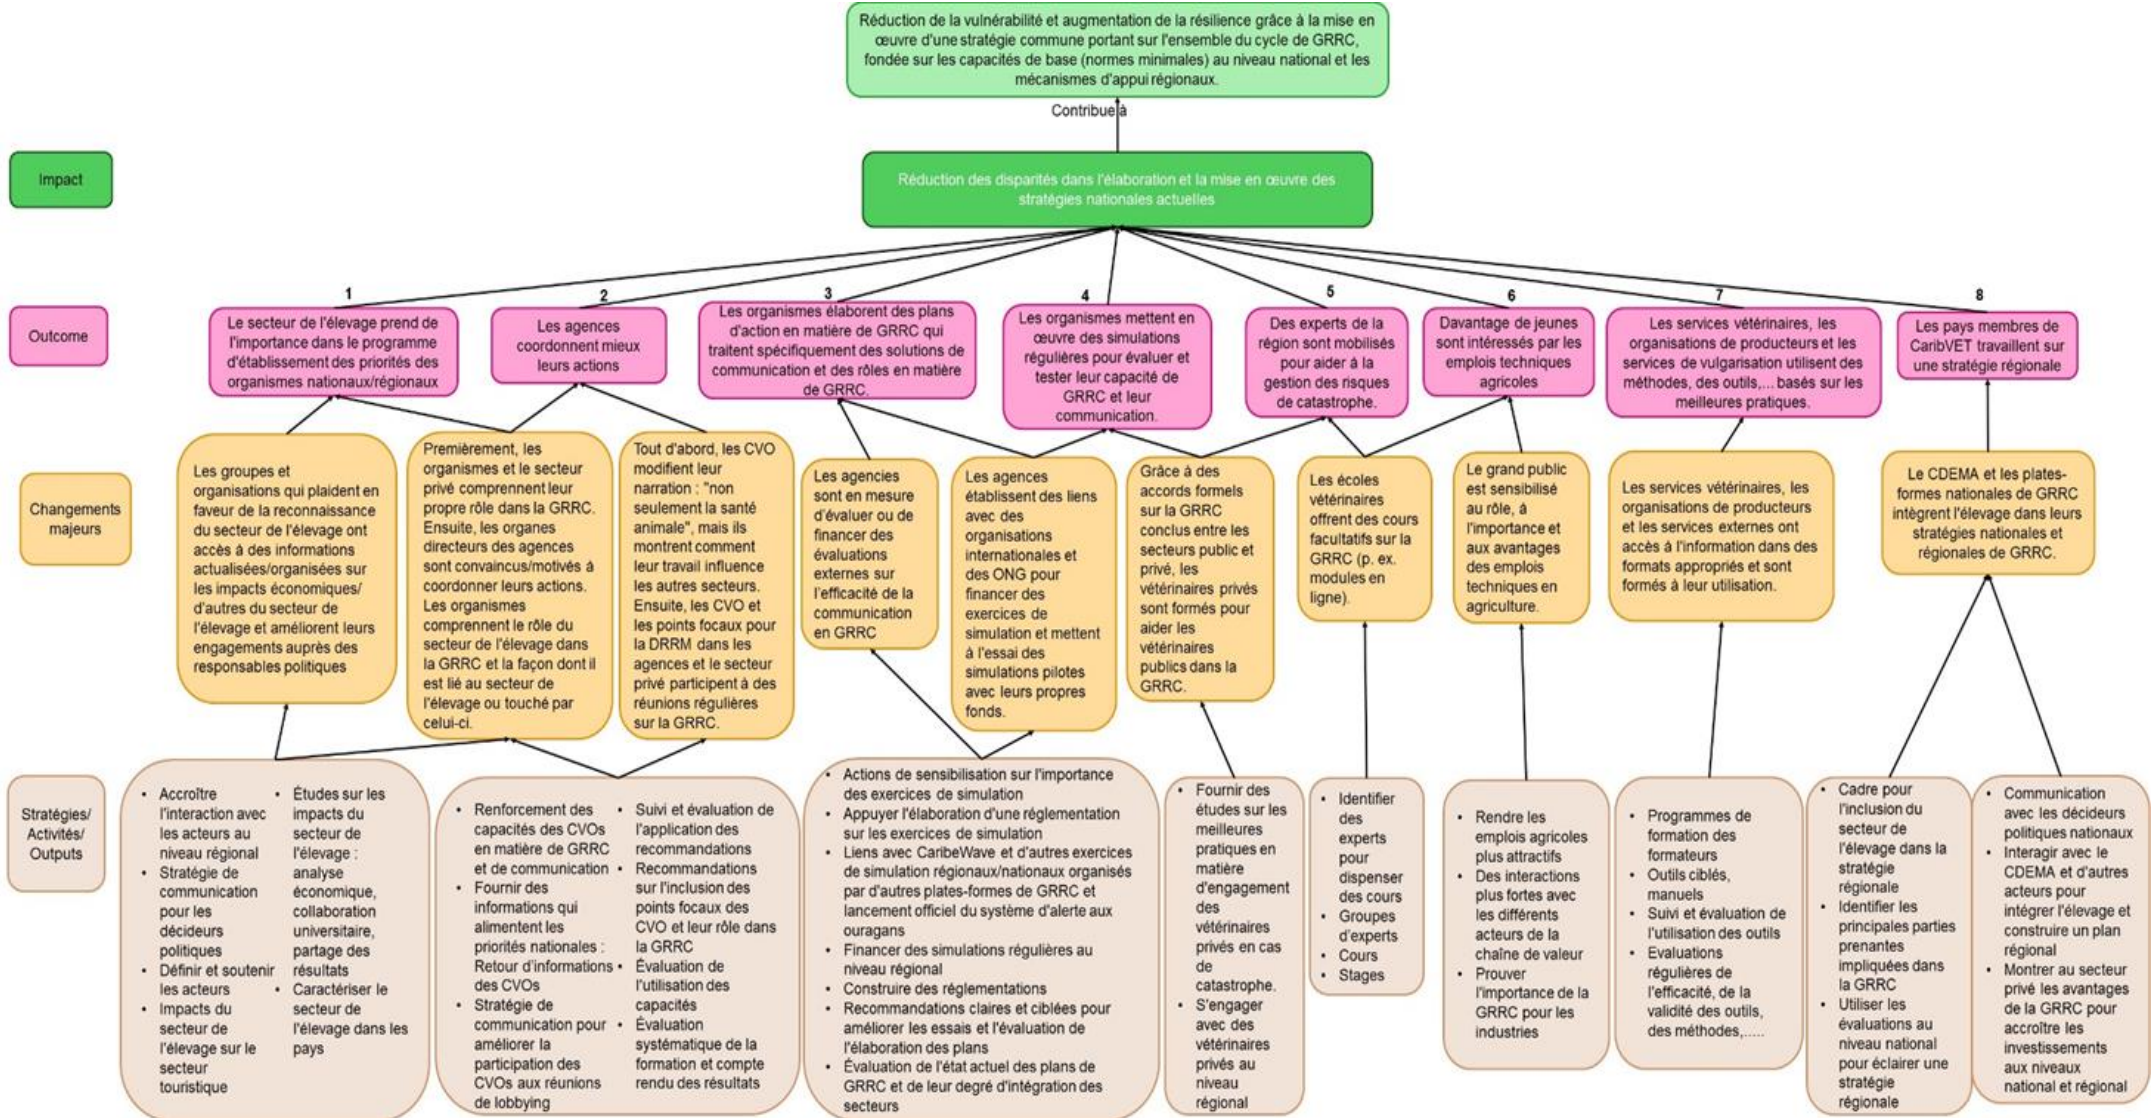 Réduction de la vulnérabilité et augmentation de la résilience grâce à la mise en
œuvre d'une stratégie commune portant sur l'ensemble du cycle de GRRC,
fondée sur les capacités de base (normes minimales) au niveau national et les
mécanismes d'appui régionaux.
Contribue à
Impact
Réduction des disparités dans l'élaboration et la mise en œuvre des
stratégies nationales actuelles
Outcome
1
Le secteur de l'élevage prend de
l'importance dans le programme
d'établissement des priorités des
organismes nationaux/régionaux
2
Les agences
coordonnent mieux
leurs actions
3
Les organismes élaborent des plans
d'action en matière de GRRC qui
traitent spécifiquement des solutions de
communication et des rôles en matière
de GRRC.
4
Les organismes mettent en
œuvre des simulations
régulières pour évaluer et
tester leur capacité de
GRRC et leur
communication.
5
Des experts de la
région sont mobilisés
pour aider à la
gestion des risques
de catastrophe.
6
Davantage de jeunes
sont intéressés par les
emplois techniques
agricoles
7
Les services vétérinaires, les
organisations de producteurs et les
services de vulgarisation utilisent des
méthodes, des outils,... basés sur les
meilleures pratiques.
8
Les pays membres de
CaribVET travaillent sur
une stratégie régionale
Changements
majeurs
Les groupes et
organisations qui plaident en
faveur de la reconnaissance
du secteur de l'élevage ont
accès à des informations
actualisées/organisées sur
les impacts économiques/
d'autres du secteur de
l'élevage et améliorent leurs
engagements auprès des
responsables politiques
Premièrement, les
organismes et le secteur
privé comprennent leur
propre rôle dans la GRRC.
Ensuite, les organes
directeurs des agences
sont convaincus/motivés à
coordonner leurs actions.
Les organismes
comprennent le rôle du
secteur de l'élevage dans
la GRRC et la façon dont il
est lié au secteur de
l'élevage ou touché par
celui-ci.
Tout d'abord, les CVO
modifient leur
narration : "non
seulement la santé
animale", mais ils
montrent comment
leur travail influence
les autres secteurs.
Ensuite, les CVO et
les points focaux pour
la DRRM dans les
agences et le secteur
privé participent à des
réunions régulières
sur la GRRC.
Les agencies
sont en mesure
d'évaluer ou de
financer des
évaluations
externes sur
l'efficacité de la
communication
en GRRC
Les agences
établissent des liens
avec des
organisations
internationales et
des ONG pour
financer des
exercices de
simulation et mettent
à l'essai des
simulations pilotes
avec leurs propres
fonds.
Grâce à des
accords formels
sur la GRRC
conclus entre les
secteurs public et
privé, les
vétérinaires privés
sont formés pour
aider les
vétérinaires
publics dans la
GRRC.
Les écoles
vétérinaires
offrent des cours
facultatifs sur la
GRRC (p. ex.
modules en
ligne).
Le grand public
est sensibilisé
au rôle, à
l'importance et
aux avantages
des emplois
techniques en
agriculture.
Les services vétérinaires, les
organisations de producteurs
et les services externes ont
accès à l'information dans des
formats appropriés et sont
formés à leur utilisation.
Le CDEMA et les plates-
formes nationales de GRRC
intègrent l'élevage dans leurs
stratégies nationales et
régionales de GRRC.
Stratégies/
Activités/
Outputs
• Accroître
l'interaction avec
les acteurs au
niveau régional
• Stratégie de
communication
pour les
décideurs
politiques
• Définir et soutenir
les acteurs
• Impacts du
secteur de
l'élevage sur le
secteur
touristique
• Études sur les
impacts du
secteur de
l'élevage :
analyse
économique,
collaboration
universitaire,
partage des
résultats
• Caractériser le
secteur de
l'élevage dans les
pays
• Renforcement des
capacités des CVOs
en matière de GRRC
et de communication
• Fournir des
informations qui
alimentent les
priorités nationales :
Retour d'informations
des CVOs
• Stratégie de
communication pour
améliorer la
participation des
CVOs aux réunions
de lobbying
• Suivi et évaluation de
l'application des
recommandations
• Recommandations
sur l'inclusion des
points focaux des
CVO et leur rôle dans
la GRRC
• Évaluation de
l'utilisation des
capacités
• Évaluation
systématique de la
formation et compte
rendu des résultats
• Actions de sensibilisation sur l'importance
des exercices de simulation
• Appuyer l'élaboration d'une réglementation
sur les exercices de simulation
• Liens avec CaribeWave et d'autres exercices
de simulation régionaux/nationaux organisés
par d'autres plates-formes de GRRC et
lancement officiel du système d'alerte aux
ouragans
• Financer des simulations régulières au
niveau régional
• Construire des réglementations
• Recommandations claires et ciblées pour
améliorer les essais et l'évaluation de
l'élaboration des plans
• Évaluation de l'état actuel des plans de
GRRC et de leur degré d'intégration des
secteurs
• Fournir des
études sur les
meilleures
pratiques en
matière
d'engagement
des
vétérinaires
privés en cas
de
catastrophe.
• S'engager
avec des
vétérinaires
privés au
niveau
régional
• Identifier
des
experts
pour
dispenser
des cours
• Groupes
d'experts
• Cours
• Stages
• Rendre les
emplois agricoles
plus attractifs
• Des interactions
plus fortes avec
les différents
acteurs de la
chaîne de valeur
• Prouver
l'importance de la
GRRC pour les
industries
• Programmes de
formation des
formateurs
• Outils ciblés,
manuels
• Suivi et évaluation de
l'utilisation des outils
• Evaluations
régulières de
l'efficacité, de la
validité des outils,
des méthodes,.....
• Cadre pour
l'inclusion du
secteur de
l'élevage dans la
stratégie
régionale
• Identifier les
principales parties
prenantes
impliquées dans
la GRRC
• Utiliser les
évaluations au
niveau national
pour éclairer une
stratégie
régionale
• Communication
avec les décideurs
politiques nationaux
• Interagir avec le
CDEMA et d'autres
acteurs pour
intégrer l'élevage et
construire un plan
régional
• Montrer au secteur
privé les avantages
de la GRRC pour
accroître les
investissements
aux niveaux
national et régional